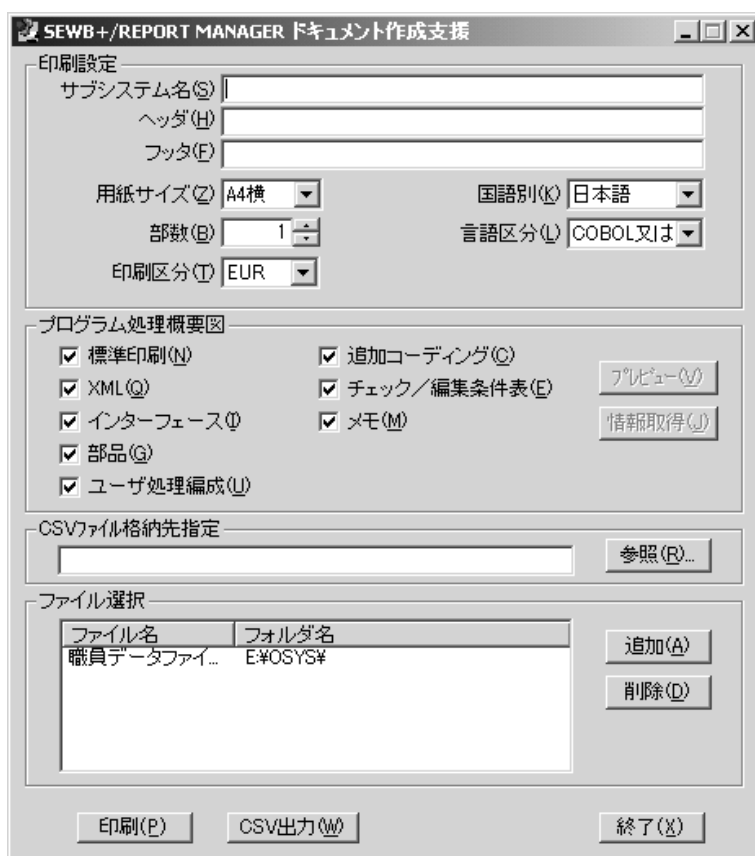 SEWB+/REPORT MANAGER ドキュメント作成支援
印刷設定
サブシステム名(S)
ヘッダ(H)
フッタ(F)
用紙サイズ(Z) A4横 国語別(K) 日本語
部数(B) 1 言語区分(L) COBOL又は
印刷区分(T) EUR
プログラム処理概要図
標準印刷(N) 追加コーディング(C)
XML(Q) チェック／編集条件表(E) プレビュー(V)
インターフェース(I) メモ(M) 情報取得(J)
部品(G)
ユーザ処理編成(U)
CSVファイル格納先指定
参照(R)...
ファイル選択
ファイル名 フォルダ名
職員データファイ... E:¥OSYS¥
追加(A)
削除(D)
印刷(P) CSV出力(W) 終了(X)